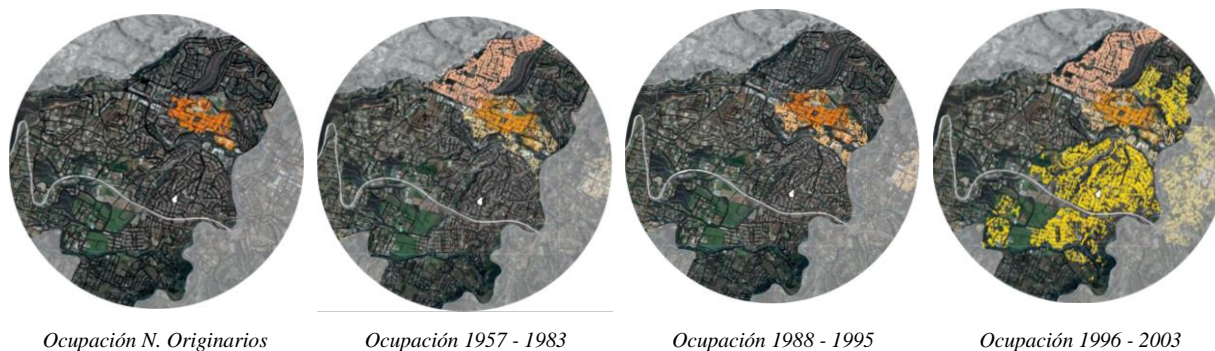 Ocupación N. Originarios
Ocupación 1957 - 1983
Ocupación 1988 - 1995
Ocupación 1996 - 2003